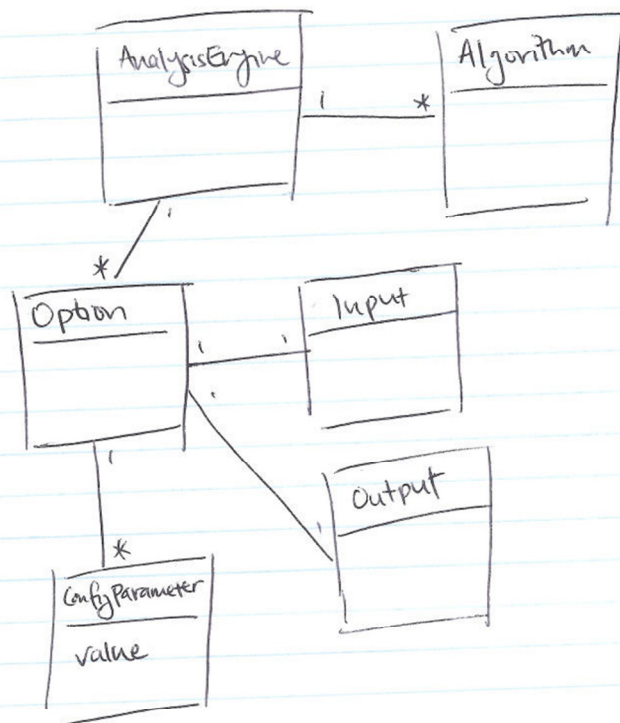 AnalysisEngine
Algorithm
1 *
1
*
Option
Input
1 1
1
Output
1
1
*
ConfigParameter
value